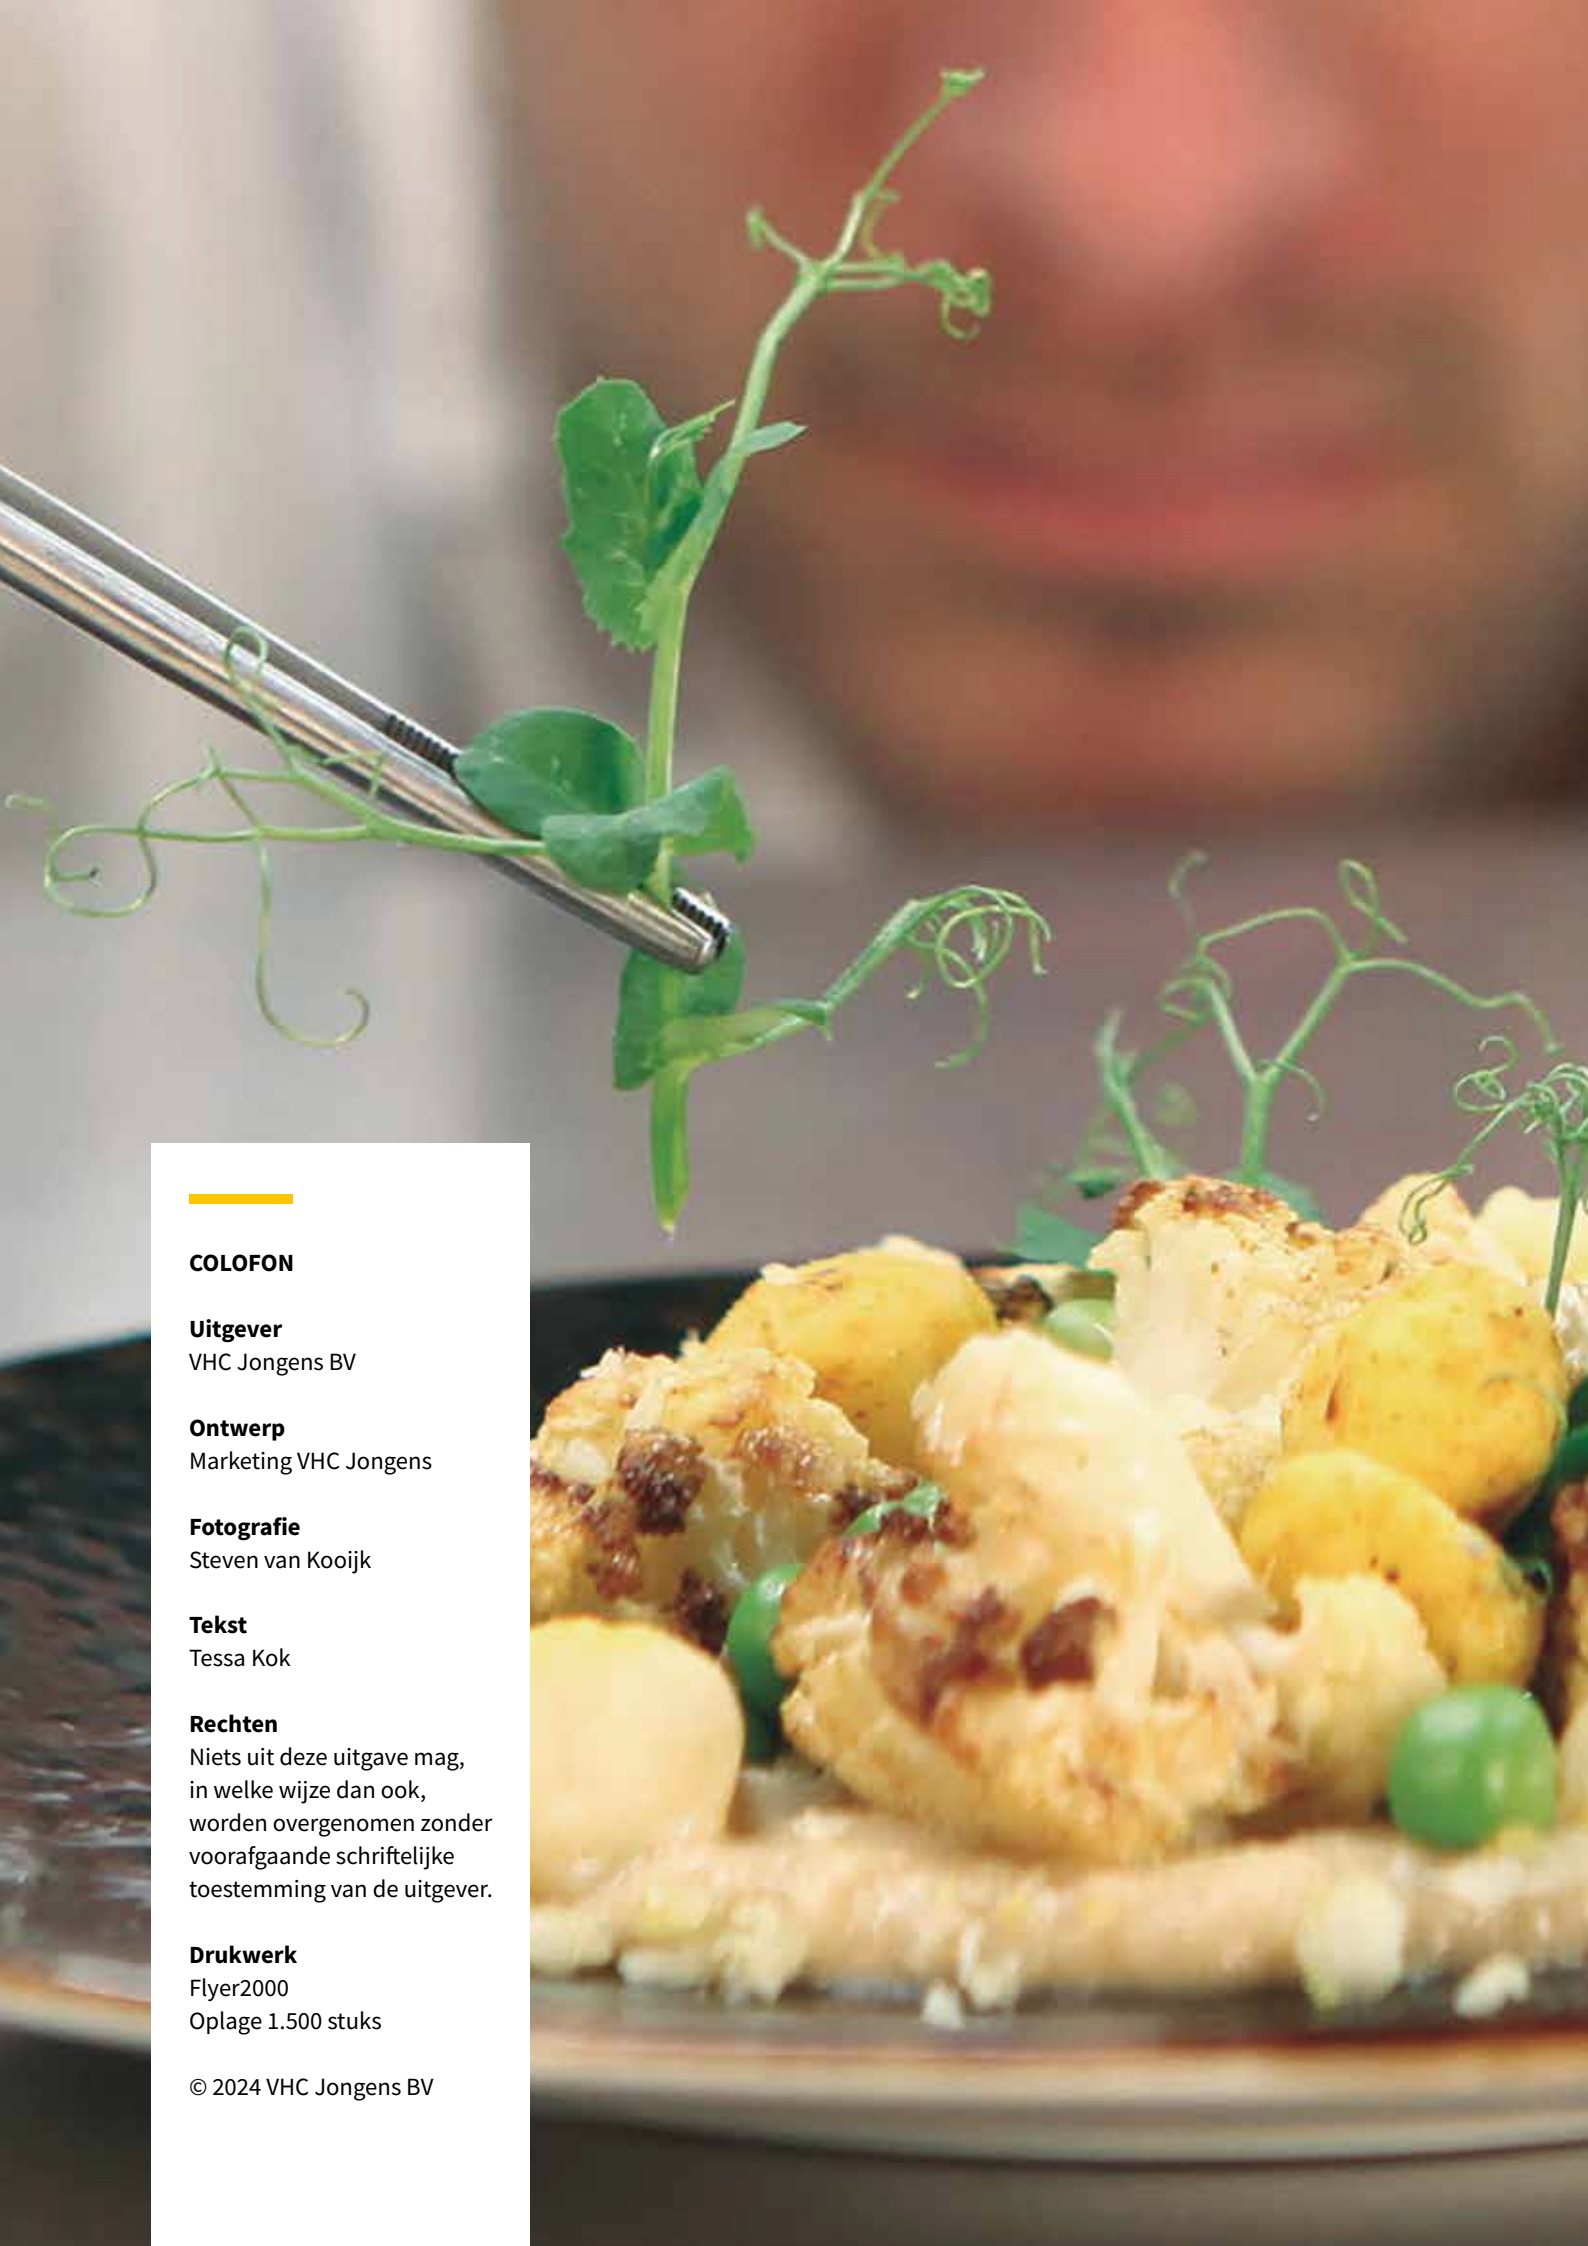 COLOFON
Uitgever
VHC Jongens BV
Ontwerp
Marketing VHC Jongens
Fotografie
Steven van Kooijk
Tekst
Tessa Kok
Rechten
Niets uit deze uitgave mag,
in welke wijze dan ook,
worden overgenomen zonder
voorafgaande schriftelijke
toestemming van de uitgever.
Drukwerk
Flyer2000
Oplage 1.500 stuks
© 2024 VHC Jongens BV